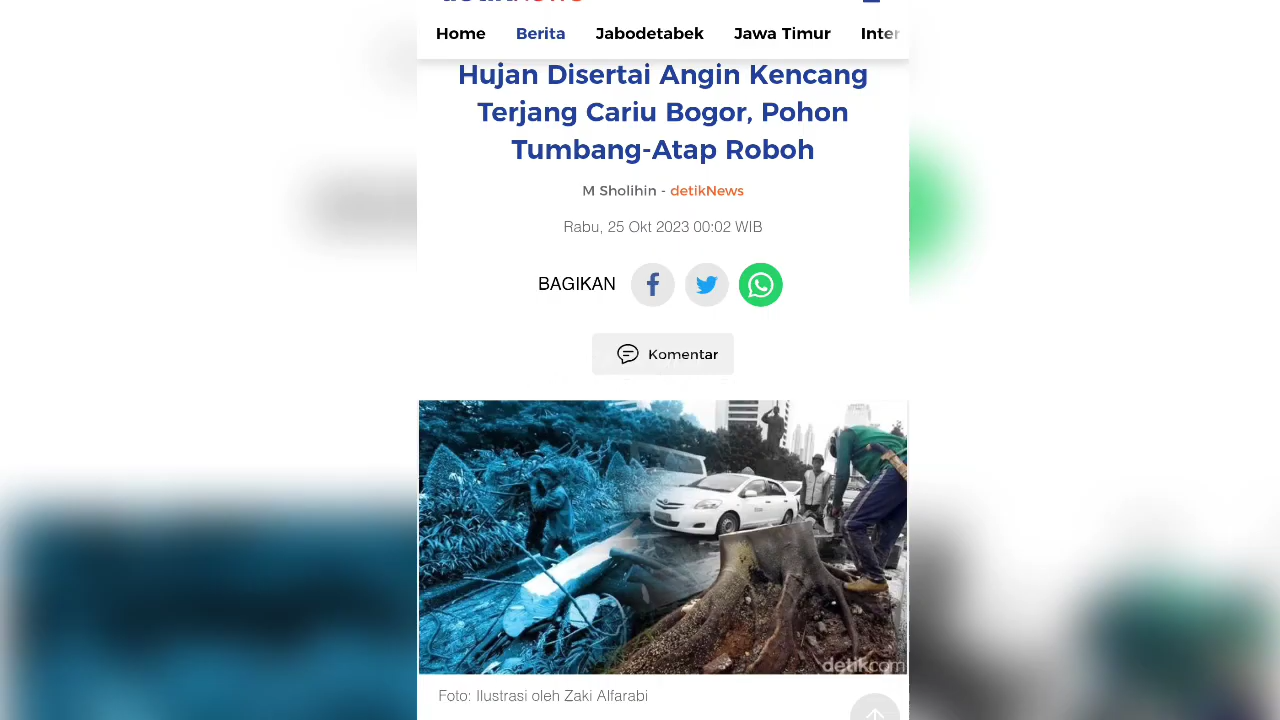 Home Berita Jabodetabek Jawa Timur Inter
Hujan Disertai Angin Kencang
Terjang Cariu Bogor, Pohon
Tumbang-Atap Roboh
M Sholihin - detikNews
Rabu, 25 Okt 2023 00:02 WIB
BAGIKAN
Komentar
detikcom
Foto: Ilustrasi oleh Zaki Alfarabi